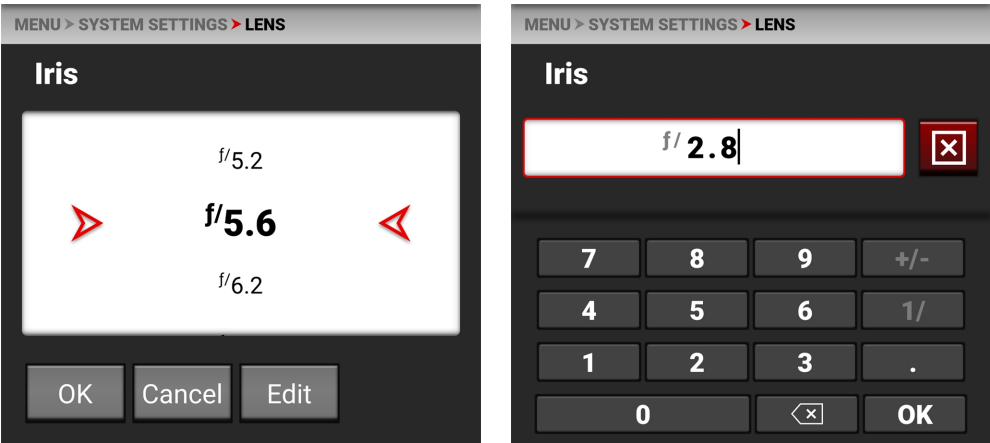 MENU > SYSTEM SETTINGS > LENS
Iris
ƒ/5.2
ƒ/5.6
ƒ/6.2
OK Cancel Edit
MENU > SYSTEM SETTINGS > LENS
Iris
ƒ/2.8
7 8 9 +/-
4 5 6 1/
1 2 3 .
0 OK